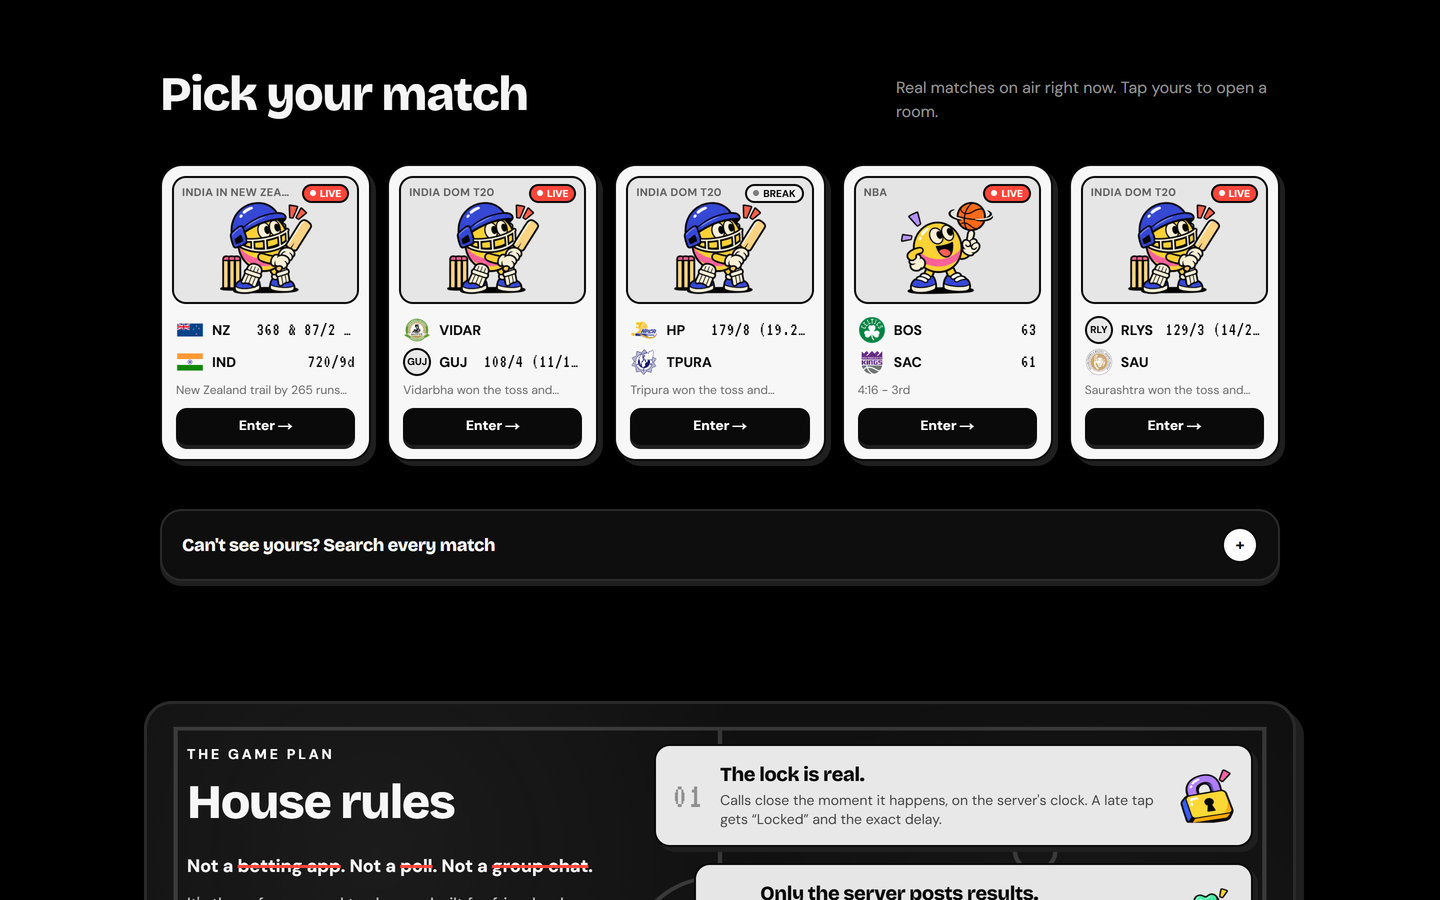 Pick your match
Real matches on air right now. Tap yours to open a
room.
INDIA IN NEW ZEA...
LIVE
NZ 368 & 87/2 ...
IND 720/9d
New Zealand trail by 265 runs...
Enter →
INDIA DOM T20
LIVE
VIDAR
GUJ GUJ 108/4 (11/1...
Vidarbha won the toss and...
Enter →
INDIA DOM T20
BREAK
HP 179/8 (19.2...
TPURA
Tripura won the toss and...
Enter →
NBA
LIVE
BOS 63
SAC 61
4:16 - 3rd
Enter →
INDIA DOM T20
LIVE
RLY RLYS 129/3 (14/2...
SAU
Saurashtra won the toss and...
Enter →
Can't see yours? Search every match
+
THE GAME PLAN
House rules
Not a betting app. Not a poll. Not a group chat.
01
The lock is real.
Calls close the moment it happens, on the server's clock. A late tap
gets “Locked” and the exact delay.
Only the server posts results.